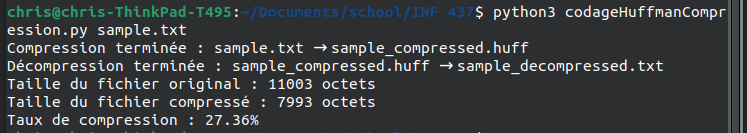 chris@chris-ThinkPad-T495:~/Documents/school/INF 437$ python3 codageHuffmanCompr
ession.py sample.txt
Compression terminée : sample.txt →sample_compressed.huff
Décompression terminée : sample_compressed.huff →sample_decompressed.txt
Taille du fichier original : 11003 octets
Taille du fichier compressé : 7993 octets
Taux de compression : 27.36%